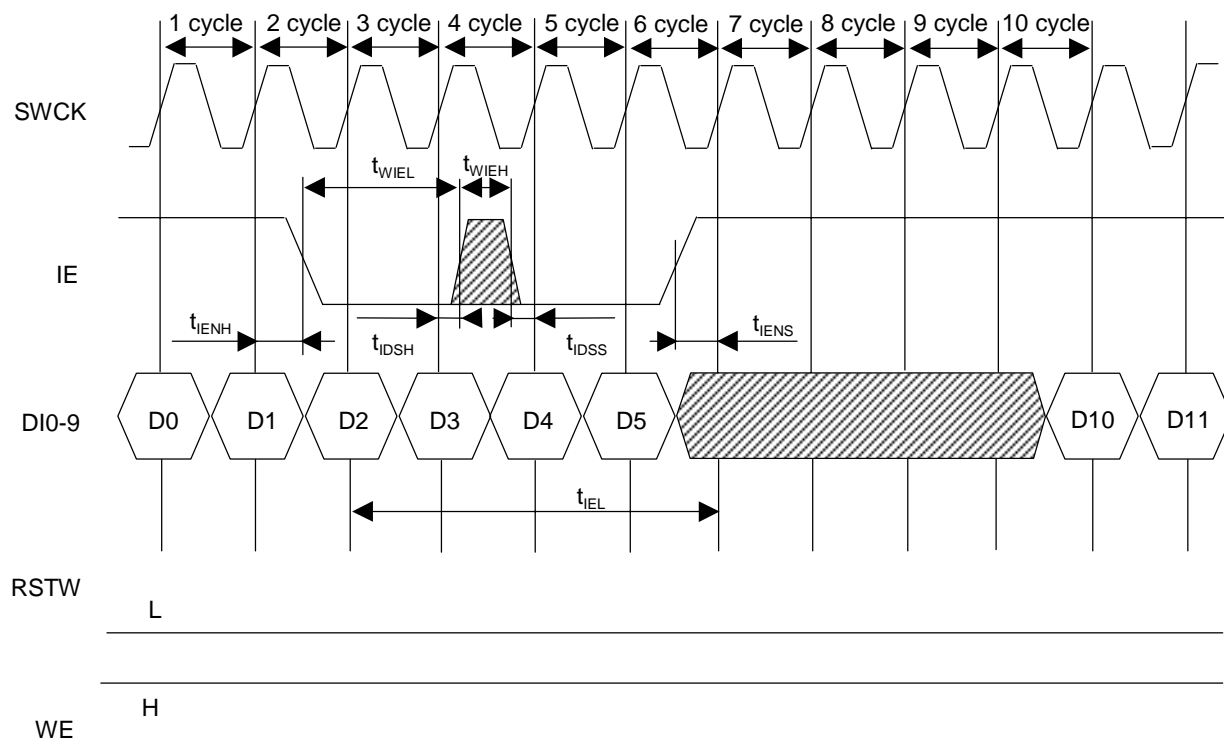 1 cycle 2 cycle 3 cycle 4 cycle 5 cycle 6 cycle 7 cycle 8 cycle 9 cycle 10 cycle
SWCK
tWIEL tWIEH
IE
tIENH tIDSH tIDSS tIENS
DI0-9 D0 D1 D2 D3 D4 D5 D10 D11
tIEL
RSTW
L
H
WE